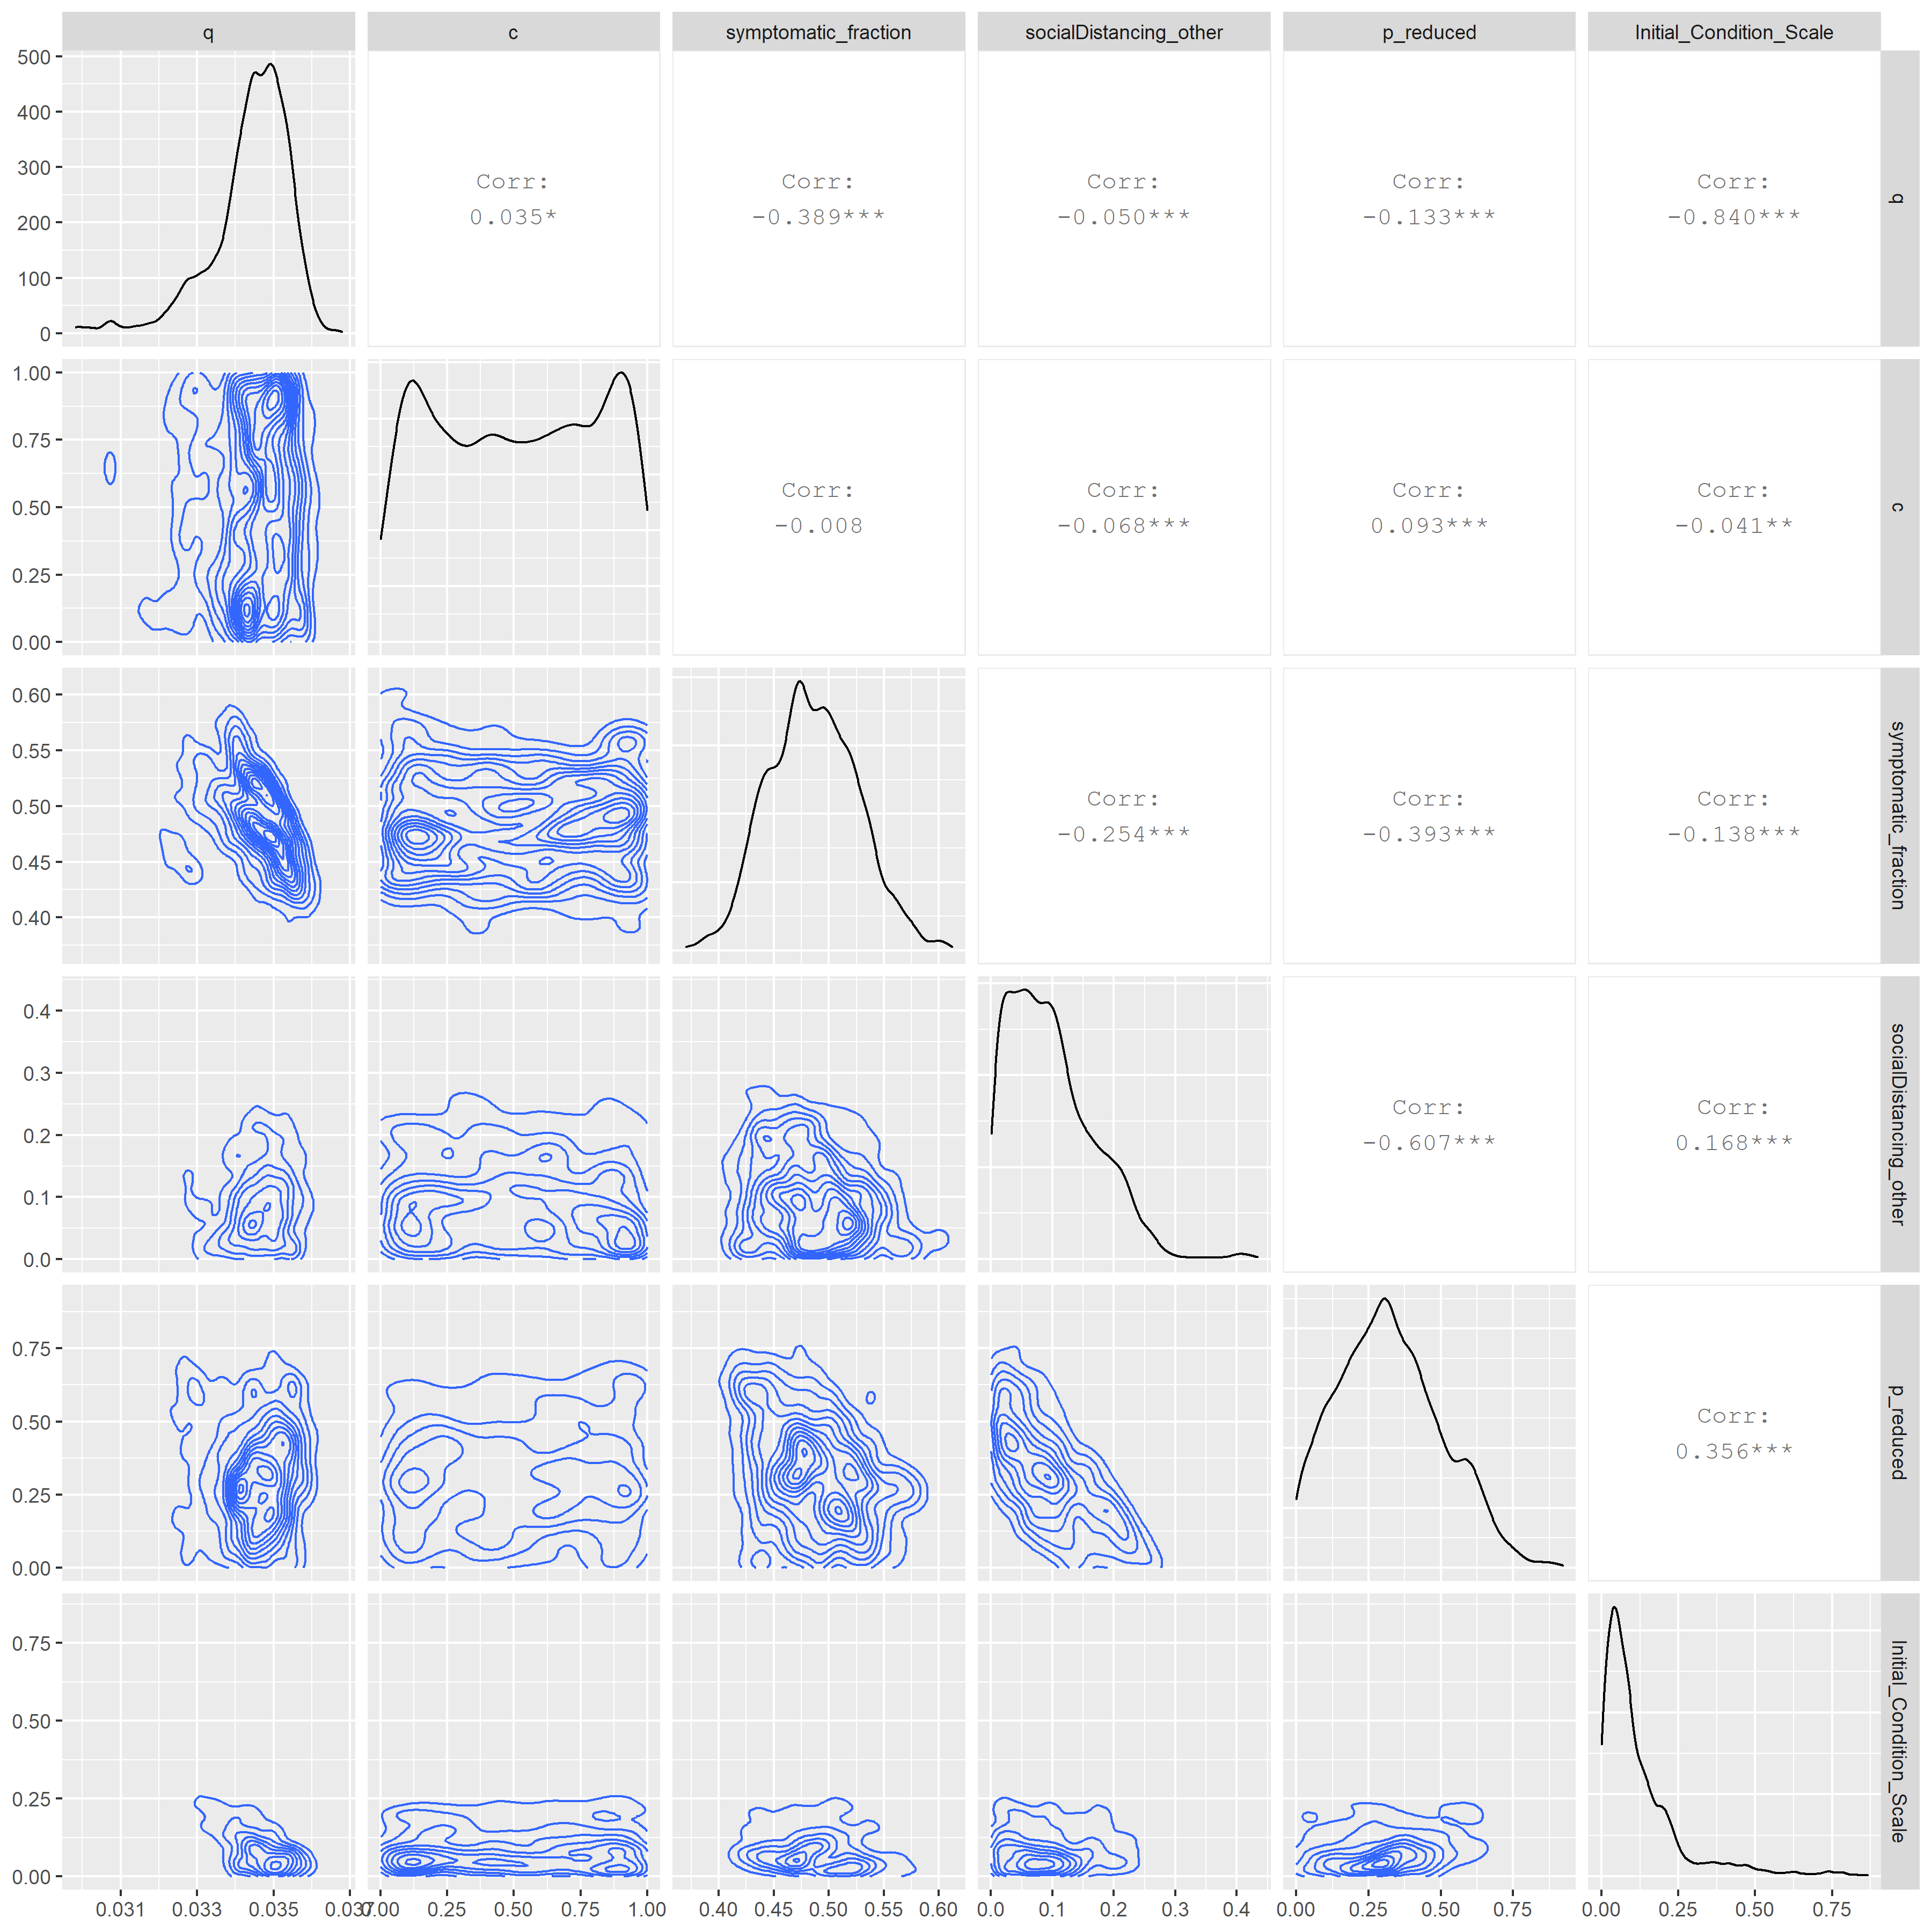 q c symptomatic_fraction socialDistancing_other p_reduced Initial_Condition_Scale
500
400
300
200
100
0
Corr:
0.035*
Corr:
-0.389***
Corr:
-0.050***
Corr:
-0.133***
Corr:
-0.840***
q
1.00
0.75
0.50
0.25
0.00
Corr:
-0.008
Corr:
-0.068***
Corr:
0.093***
Corr:
-0.041**
c
0.60
0.55
0.50
0.45
0.40
Corr:
-0.254***
Corr:
-0.393***
Corr:
-0.138***
symptomatic_fraction
0.4
0.3
0.2
0.1
0.0
Corr:
-0.607***
Corr:
0.168***
socialDistancing_other
0.75
0.50
0.25
0.00
Corr:
0.356***
p_reduced
0.75
0.50
0.25
0.00
Initial_Condition_Scale
0.031 0.033 0.035 0.037
0.00 0.25 0.50 0.75 1.00
0.40 0.45 0.50 0.55 0.60
0.0 0.1 0.2 0.3 0.4
0.00 0.25 0.50 0.75
0.00 0.25 0.50 0.75